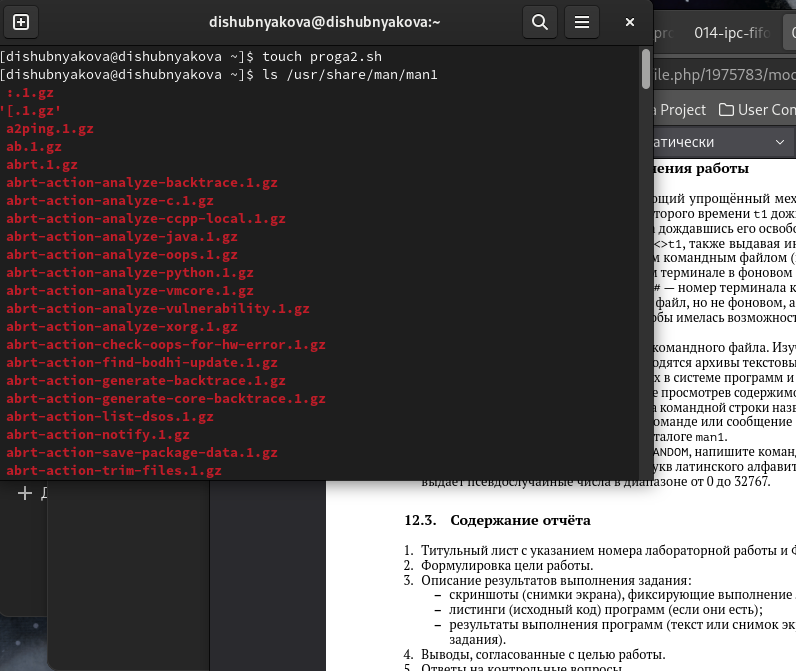 dishubnyakova@dishubnyakova:~
[dishubnyakova@dishubnyakova ~]$ touch proga2.sh
[dishubnyakova@dishubnyakova ~]$ ls /usr/share/man/man1
:.1.gz
'[.1.gz'
a2ping.1.gz
ab.1.gz
abrt.1.gz
abrt-action-analyze-backtrace.1.gz
abrt-action-analyze-c.1.gz
abrt-action-analyze-ccpp-local.1.gz
abrt-action-analyze-java.1.gz
abrt-action-analyze-oops.1.gz
abrt-action-analyze-python.1.gz
abrt-action-analyze-vmcore.1.gz
abrt-action-analyze-vulnerability.1.gz
abrt-action-analyze-xorg.1.gz
abrt-action-check-oops-for-hw-error.1.gz
abrt-action-find-bodhi-update.1.gz
abrt-action-generate-backtrace.1.gz
abrt-action-generate-core-backtrace.1.gz
abrt-action-list-dsos.1.gz
abrt-action-notify.1.gz
abrt-action-save-package-data.1.gz
abrt-action-trim-files.1.gz
014-ipc-fifo
ile.php/1975783/mod
a Project
User Con
атически
нения работы
ющий упрощённый мех
торого времени t1 дож
дождавшись его освобо
<>t1, также выдавая ин
м командным файлом (
терминале в фоновом
# — номер терминала к
файл, но не фоновом, а
обы имелась возможност
командного файла. Изуч
одятся архивы текстовы
х в системе программ и
е просмотрев содержимо
командной строки назв
оманде или сообщение
талоге man1.
ANDOM, напишите команд
укв латинского алфавит
выдаёт псевдослучайные числа в диапазоне от 0 до 32767.
12.3. Содержание отчёта
1. Титульный лист с указанием номера лабораторной работы и Ф
2. Формулировка цели работы.
3. Описание результатов выполнения задания:
– скриншоты (снимки экрана), фиксирующие выполнение
– листинги (исходный код) программ (если они есть);
– результаты выполнения программ (текст или снимок эк
задания).
4. Выводы, согласованные с целью работы.
5. Ответы на контрольные вопросы.